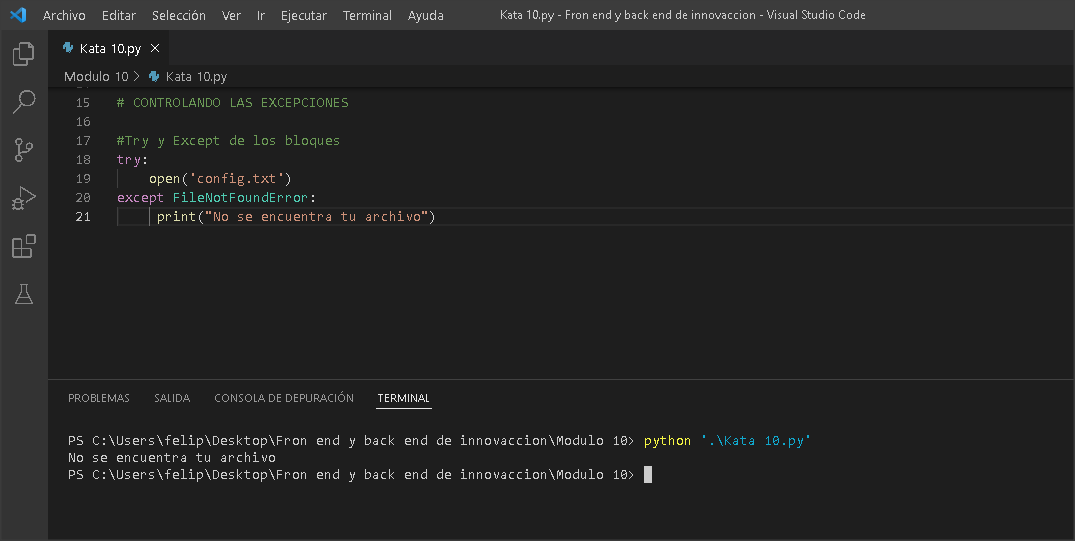 Archivo Editar Selección Ver Ir Ejecutar Terminal Ayuda Kata 10.py - Fron end y back end de innovaccion - Visual Studio Code
Kata 10.py
Modulo 10 > Kata 10.py
15 # CONTROLANDO LAS EXCEPCIONES
16
17 #Try y Except de los bloques
18 try:
19 open('config.txt')
20 except FileNotFoundError:
21 print("No se encuentra tu archivo")
PROBLEMAS SALIDA CONSOLA DE DEPURACIÓN TERMINAL
PS C:\Users\felip\Desktop\Fron end y back end de innovaccion\Modulo 10> python '.\Kata 10.py'
No se encuentra tu archivo
PS C:\Users\felip\Desktop\Fron end y back end de innovaccion\Modulo 10>